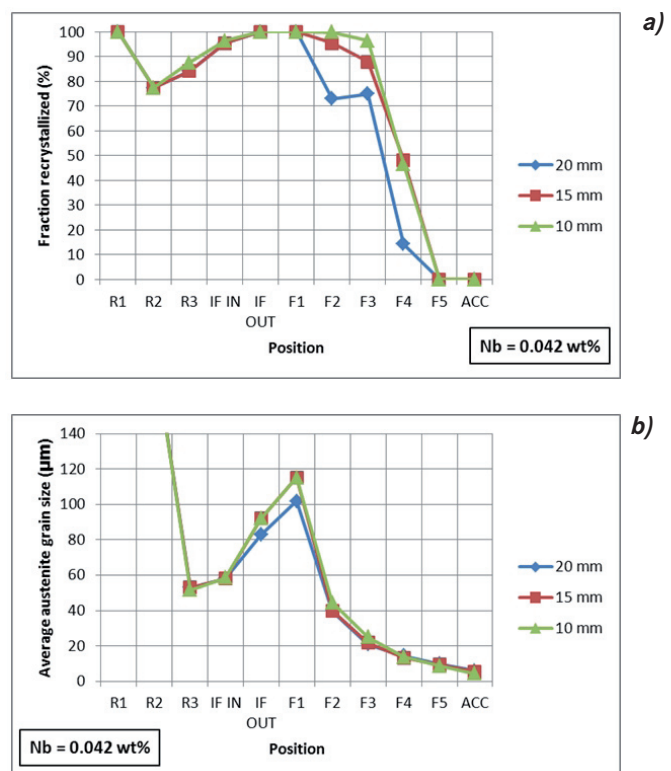 a)
Fraction recrystallized (%)
100
90
80
70
60
50
40
30
20
10
0
R1 R2 R3 IF IN IF F1 F2 F3 F4 F5 ACC
OUT
Position
20 mm
15 mm
10 mm
Nb = 0.042 wt%
b)
Average austenite grain size (µm)
140
120
100
80
60
40
20
0
R1 R2 R3 IF IN IF F1 F2 F3 F4 F5 ACC
OUT
Position
20 mm
15 mm
10 mm
Nb = 0.042 wt%